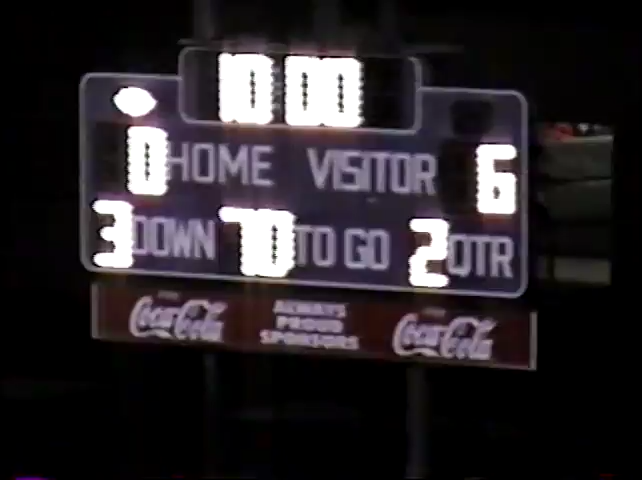 10 00
0 HOME VISITOR 6
3 DOWN 70 TO GO 2 QTR
Coca-Cola ALWAYS PROUD SPONSORS Coca-Cola